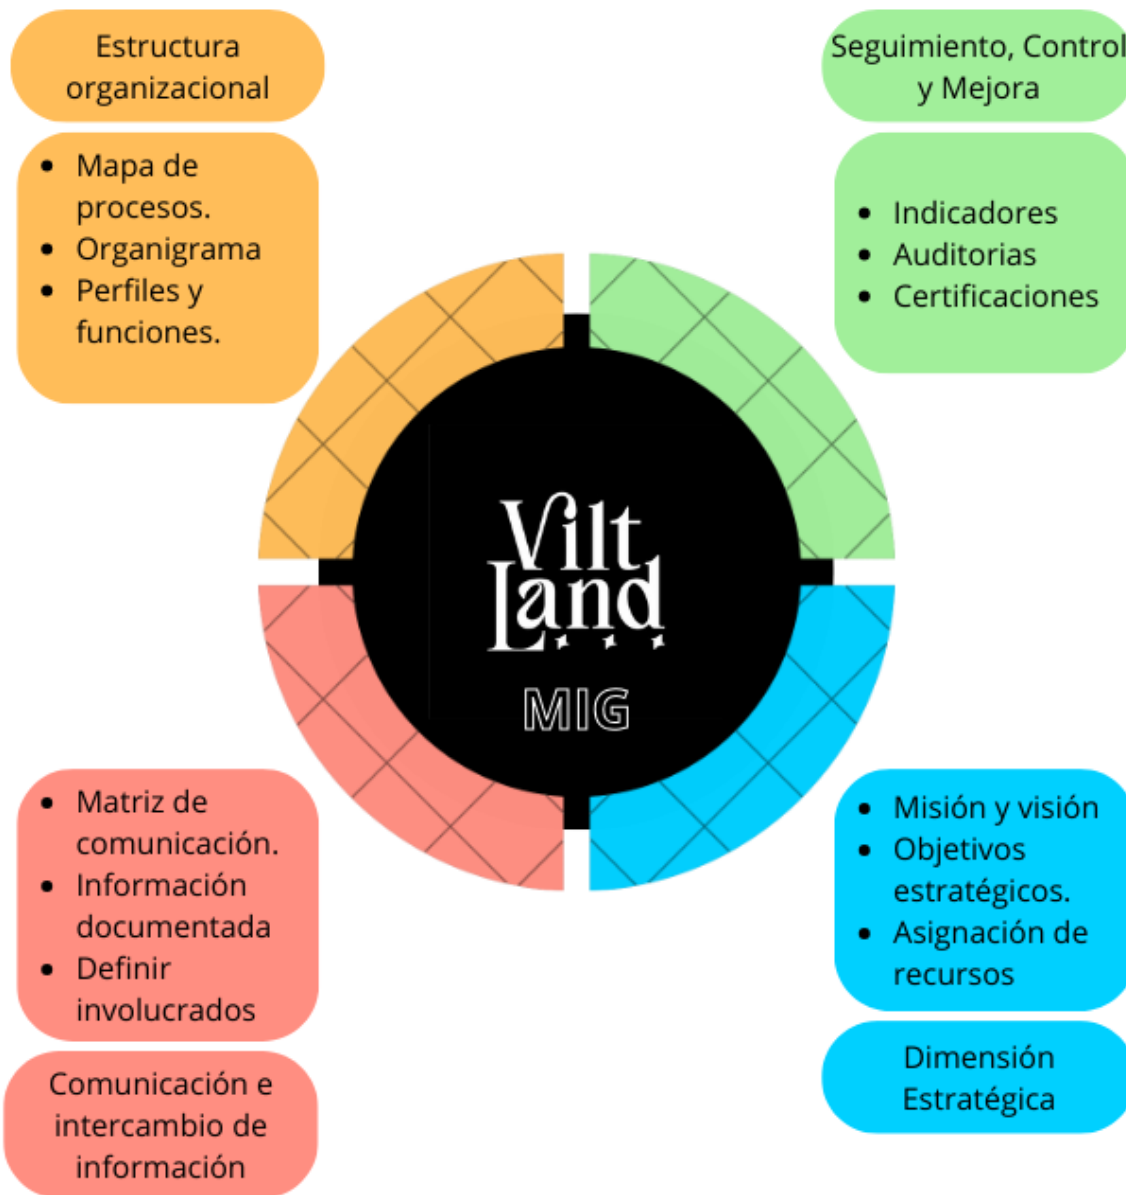 Estructura
organizacional
• Mapa de
procesos.
• Organigrama
• Perfiles y
funciones.
Seguimiento, Control
y Mejora
• Indicadores
• Auditorias
• Certificaciones
Vilt
Land
MIG
• Matriz de
comunicación.
• Información
documentada
• Definir
involucrados
Comunicación e
intercambio de
información
• Misión y visión
• Objetivos
estratégicos.
• Asignación de
recursos
Dimensión
Estratégica